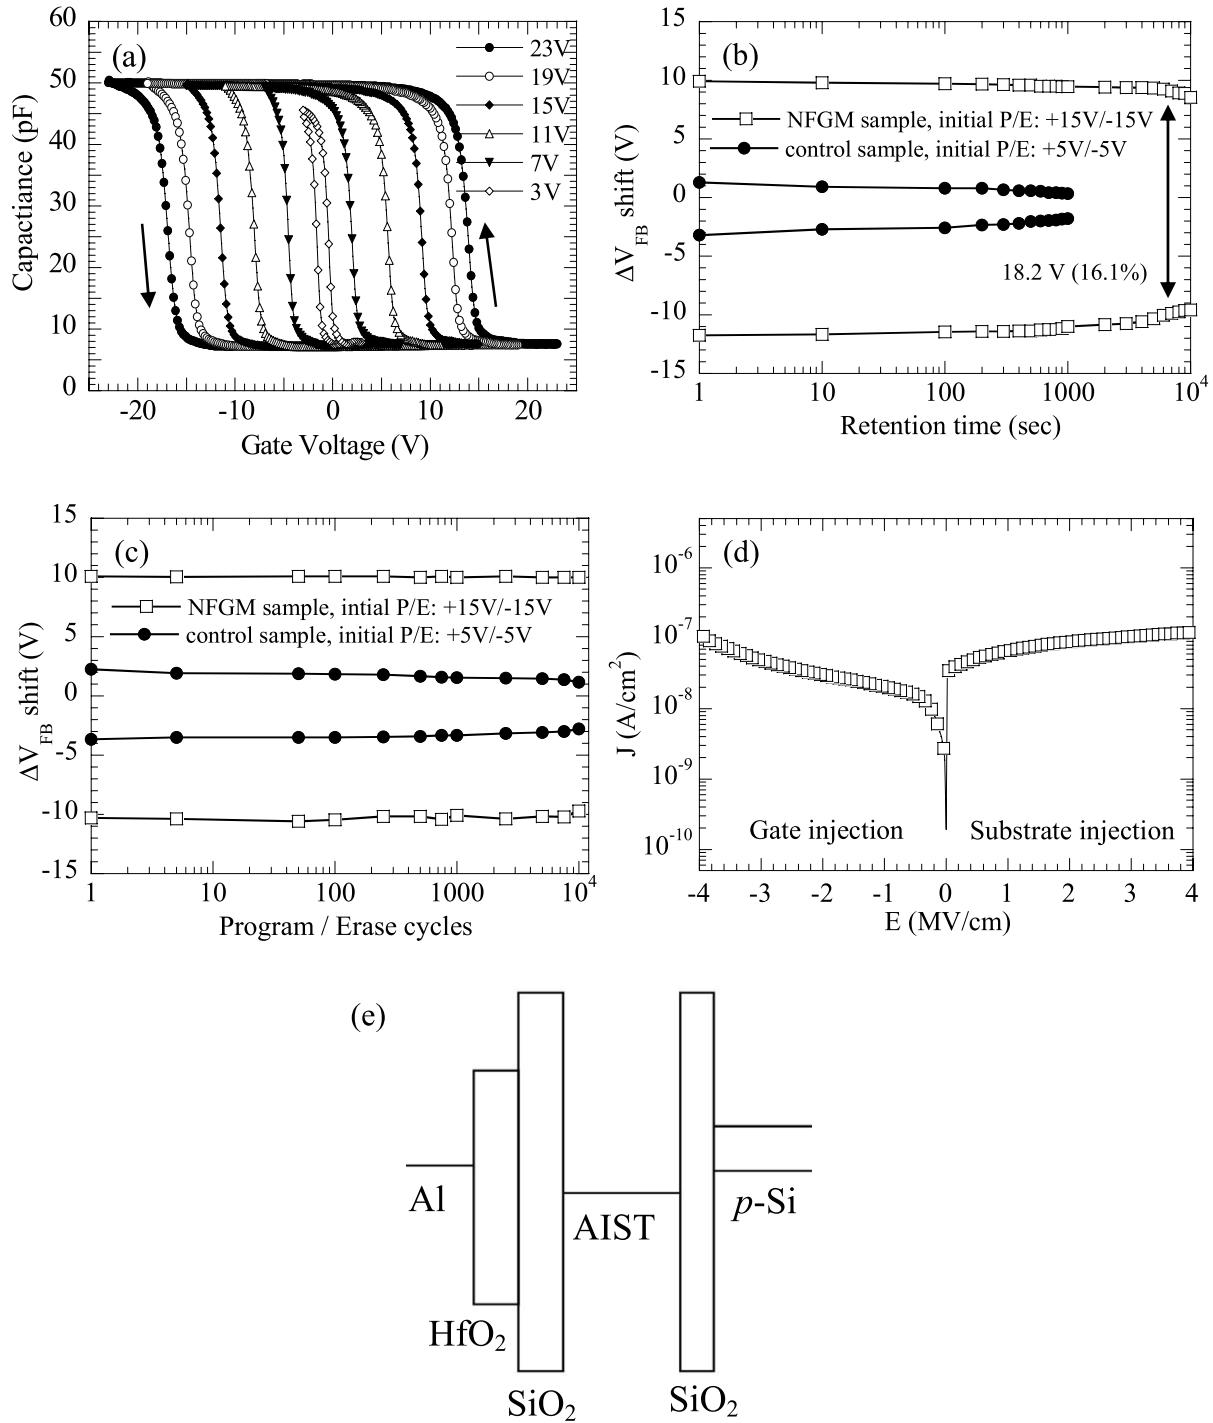 (a)
60
50
40
30
20
10
0
Capactiance (pF)
23V
19V
15V
11V
7V
3V
-20 -10 0 10 20
Gate Voltage (V)
(b)
15
10
5
0
-5
-10
-15
ΔV_FB shift (V)
NFGM sample, initial P/E: +15V/-15V
control sample, initial P/E: +5V/-5V
18.2 V (16.1%)
1 10 100 1000 10^4
Retention time (sec)
(c)
15
10
5
0
-5
-10
-15
ΔV_FB shift (V)
NFGM sample, intial P/E: +15V/-15V
control sample, initial P/E: +5V/-5V
1 10 100 1000 10^4
Program / Erase cycles
(d)
10^-6
10^-7
10^-8
10^-9
10^-10
J (A/cm^2)
Gate injection Substrate injection
-4 -3 -2 -1 0 1 2 3 4
E (MV/cm)
(e)
Al
AIST
p-Si
HfO₂
SiO₂
SiO₂